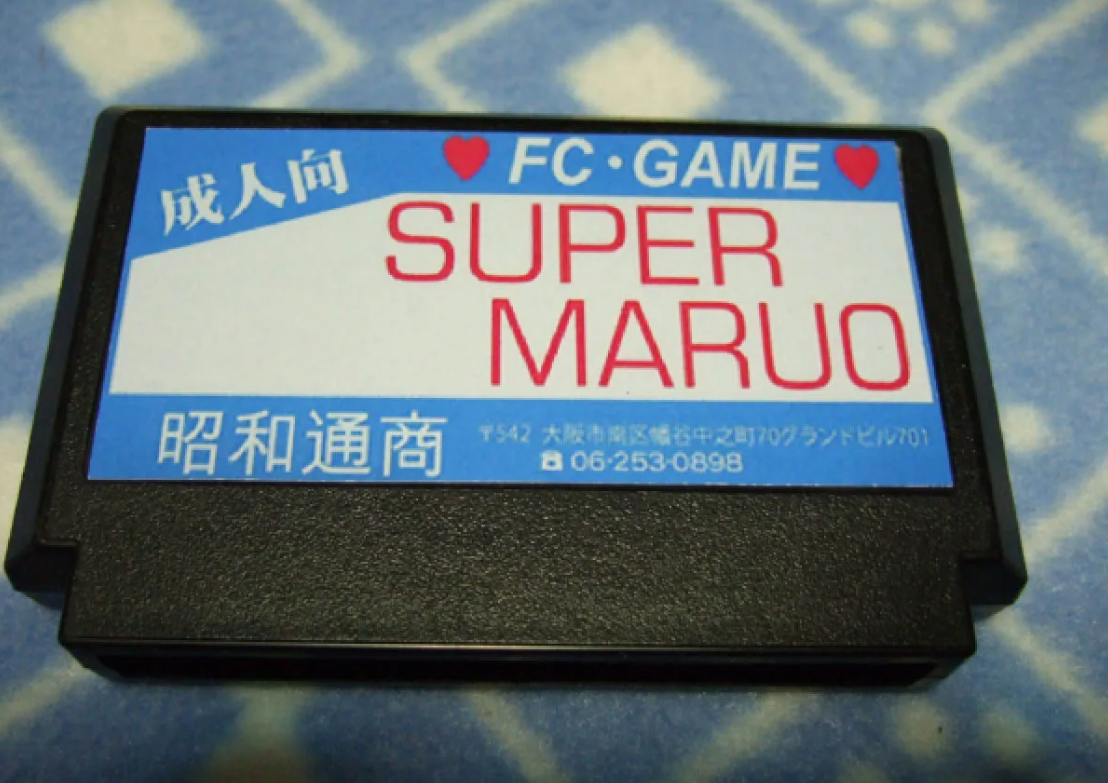 成人向
♥ FC・GAME ♥
SUPER
MARUO
昭和通商
〒542 大阪市南区幡谷中之町70グランドビル701
☎ 06-253-0898